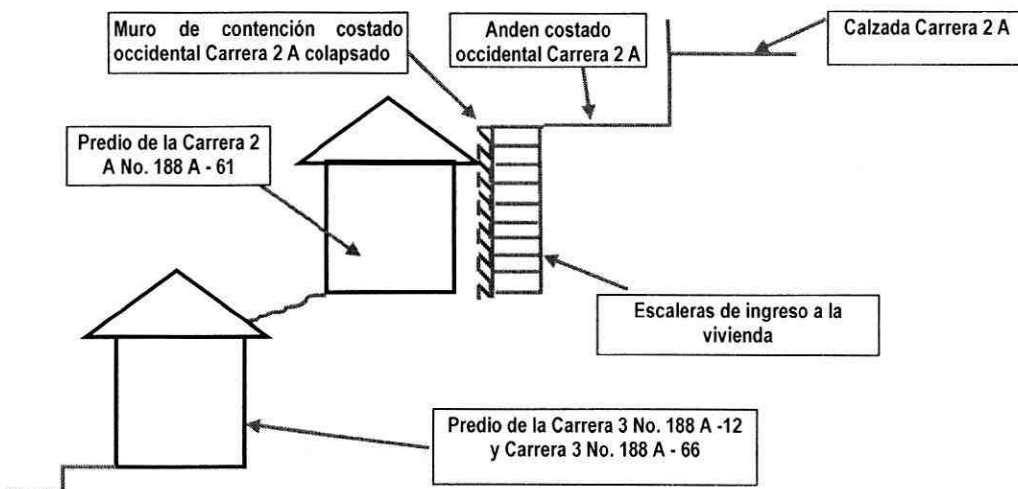 Muro de contención costado
occidental Carrera 2 A colapsado
Anden costado
occidental Carrera 2 A
Calzada Carrera 2 A
Predio de la Carrera 2
A No. 188 A - 61
Escaleras de ingreso a la
vivienda
Predio de la Carrera 3 No. 188 A -12
y Carrera 3 No. 188 A - 66